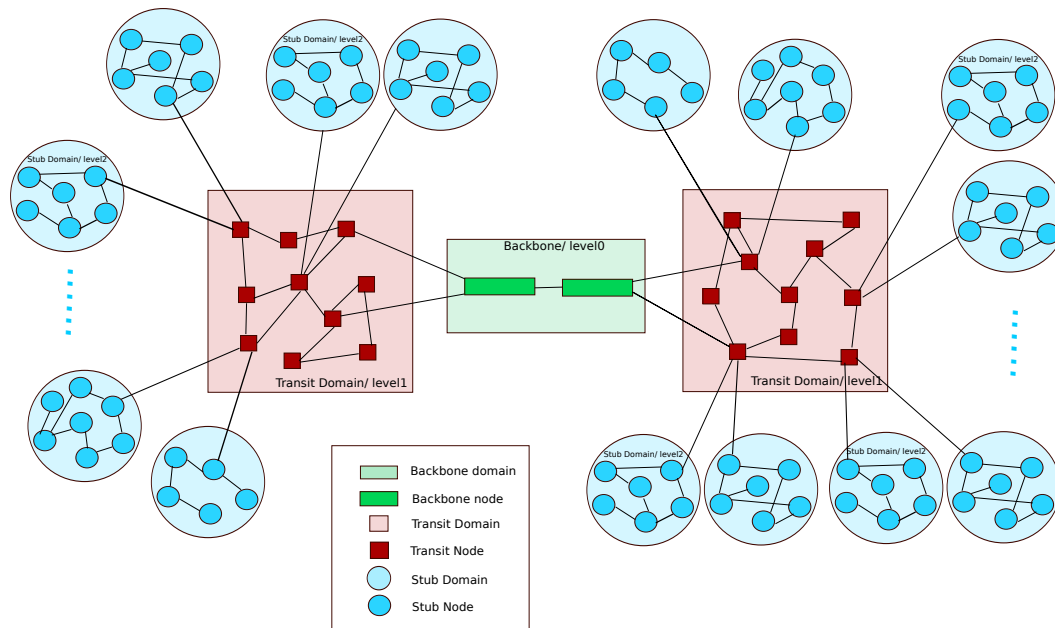 Stub Domain/ level2
Stub Domain/ level2
Stub Domain/ level2
Backbone/ level0
Transit Domain/ level1
Transit Domain/ level1
Stub Domain/ level2
Stub Domain/ level2
Backbone domain
Backbone node
Transit Domain
Transit Node
Stub Domain
Stub Node